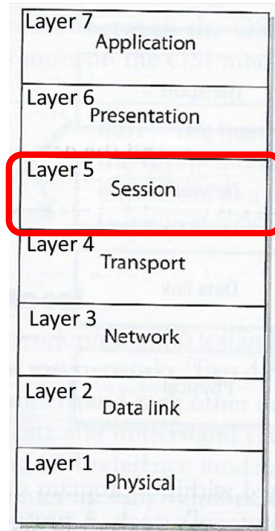 Layer 7
Application
Layer 6
Presentation
Layer 5
Session
Layer 4
Transport
Layer 3
Network
Layer 2
Data link
Layer 1
Physical